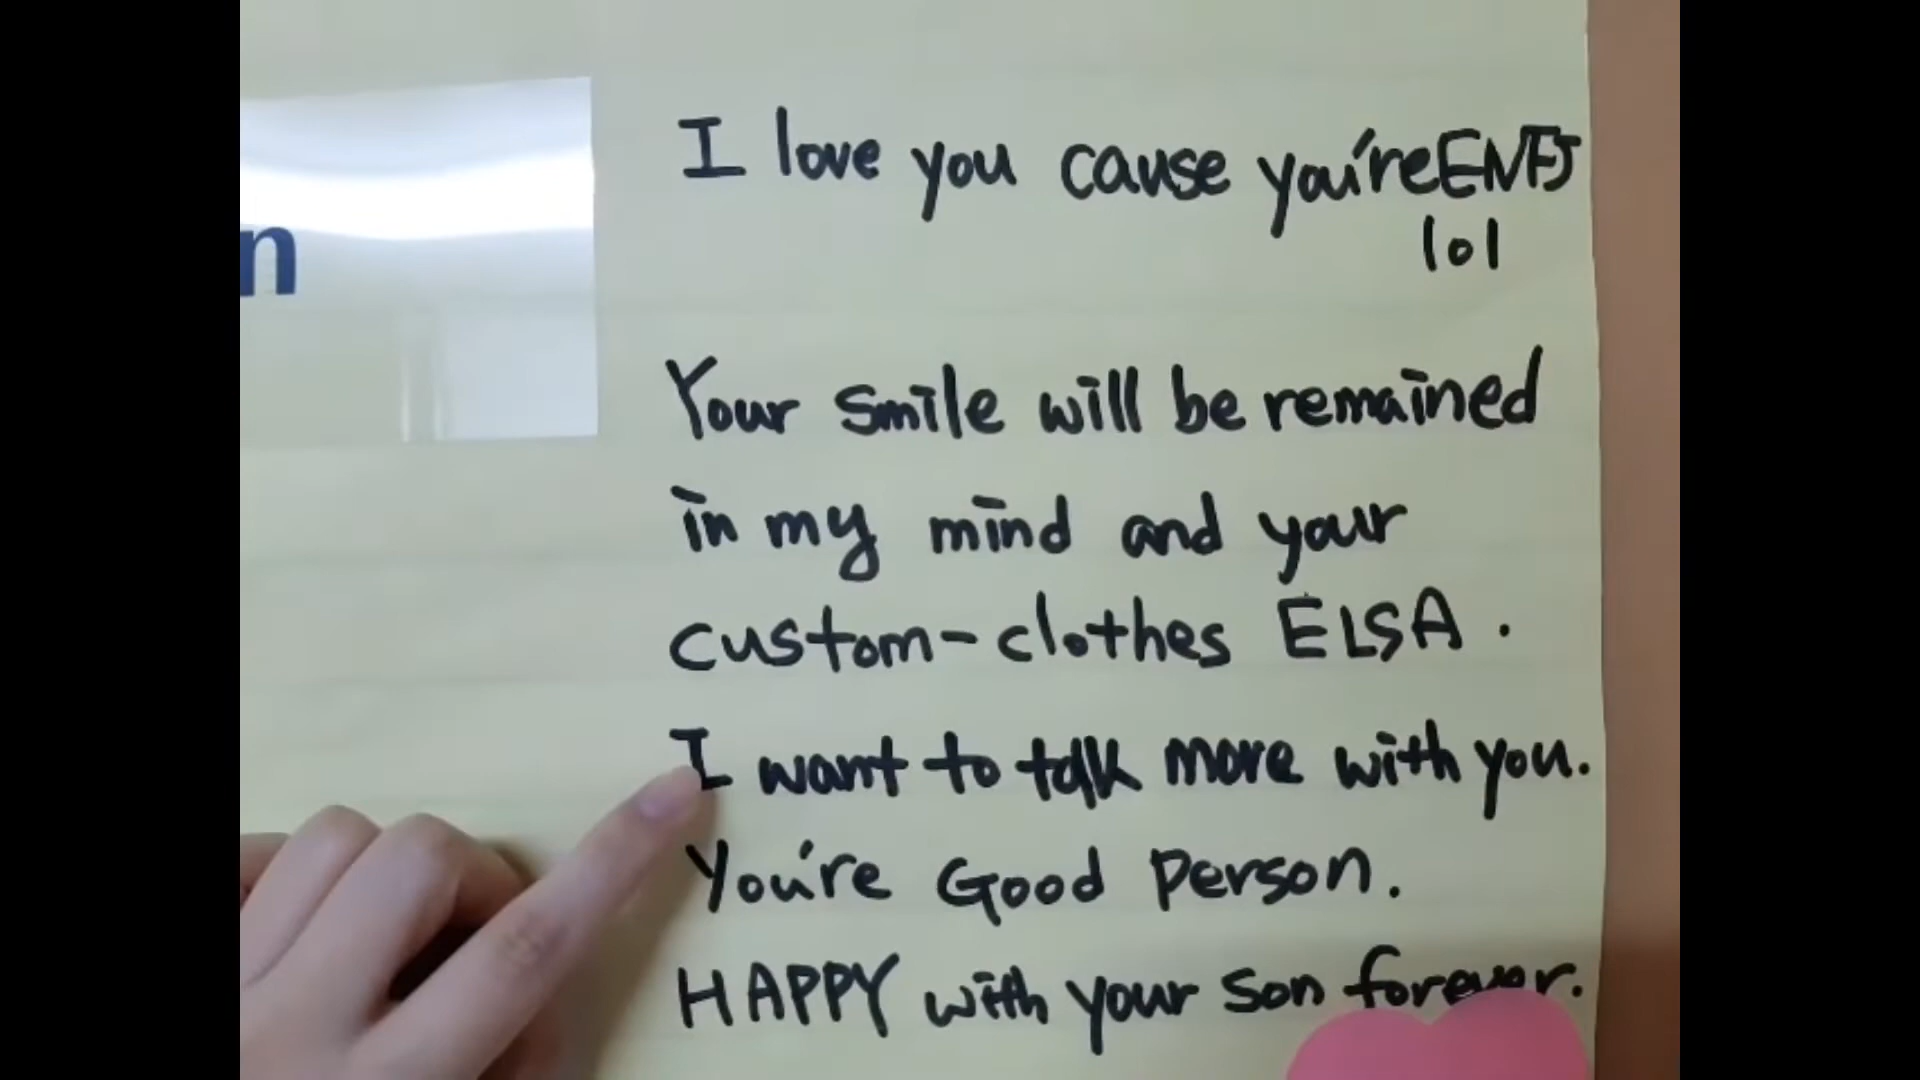 I love you cause you're ENFJ
lol
n
Your smile will be remained
in my mind and your
custom-clothes ELSA.
I want to talk more with you.
You're Good person.
HAPPY with your son forever.